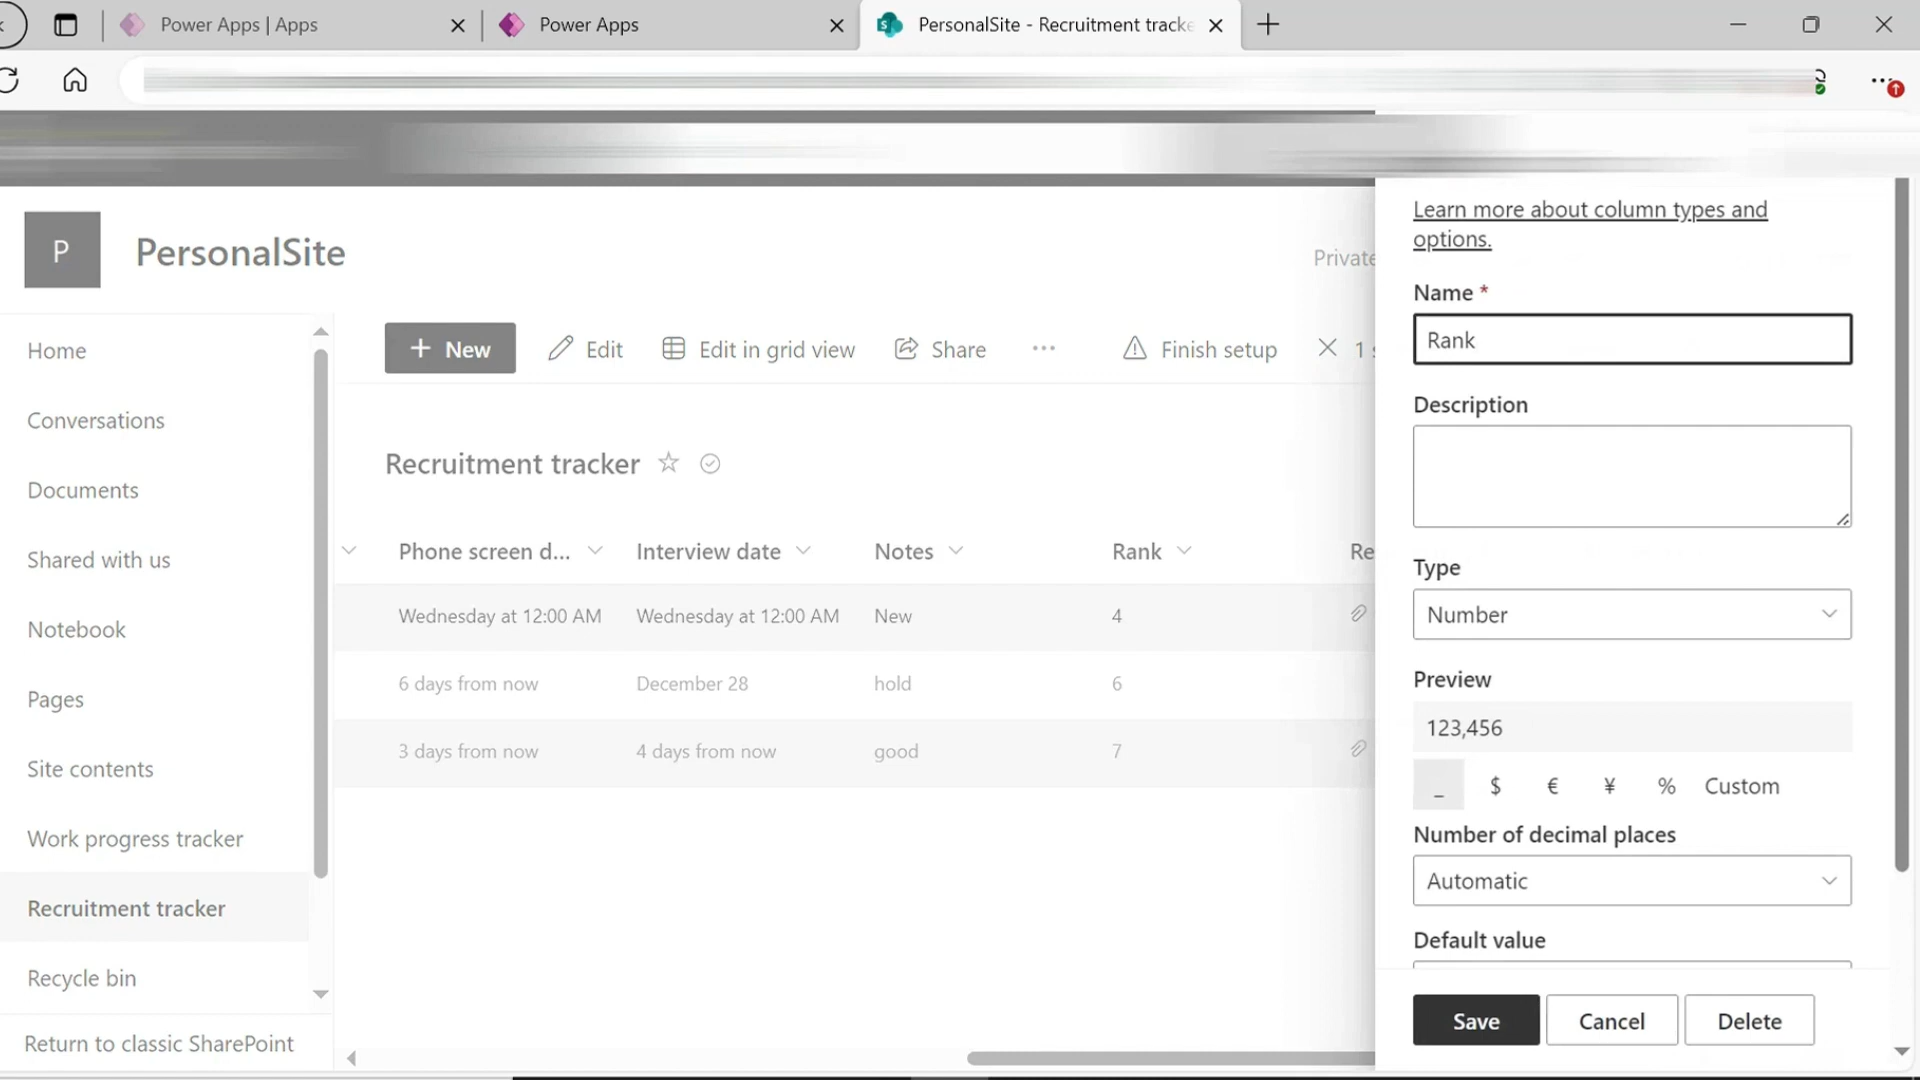 Power Apps | Apps
Power Apps
PersonalSite - Recruitment tracke
Learn more about column types and
options.
P
PersonalSite
Private
Name *
Rank
Home
Conversations
Documents
Shared with us
Notebook
Pages
Site contents
Work progress tracker
Recruitment tracker
Recycle bin
Return to classic SharePoint
+ New
Edit
Edit in grid view
Share
...
Finish setup
1 s
Recruitment tracker
Phone screen d... Interview date Notes Rank Re
Wednesday at 12:00 AM Wednesday at 12:00 AM New 4
6 days from now December 28 hold 6
3 days from now 4 days from now good 7
Description
Type
Number
Preview
123,456
_ $ € ¥ % Custom
Number of decimal places
Automatic
Default value
Save Cancel Delete